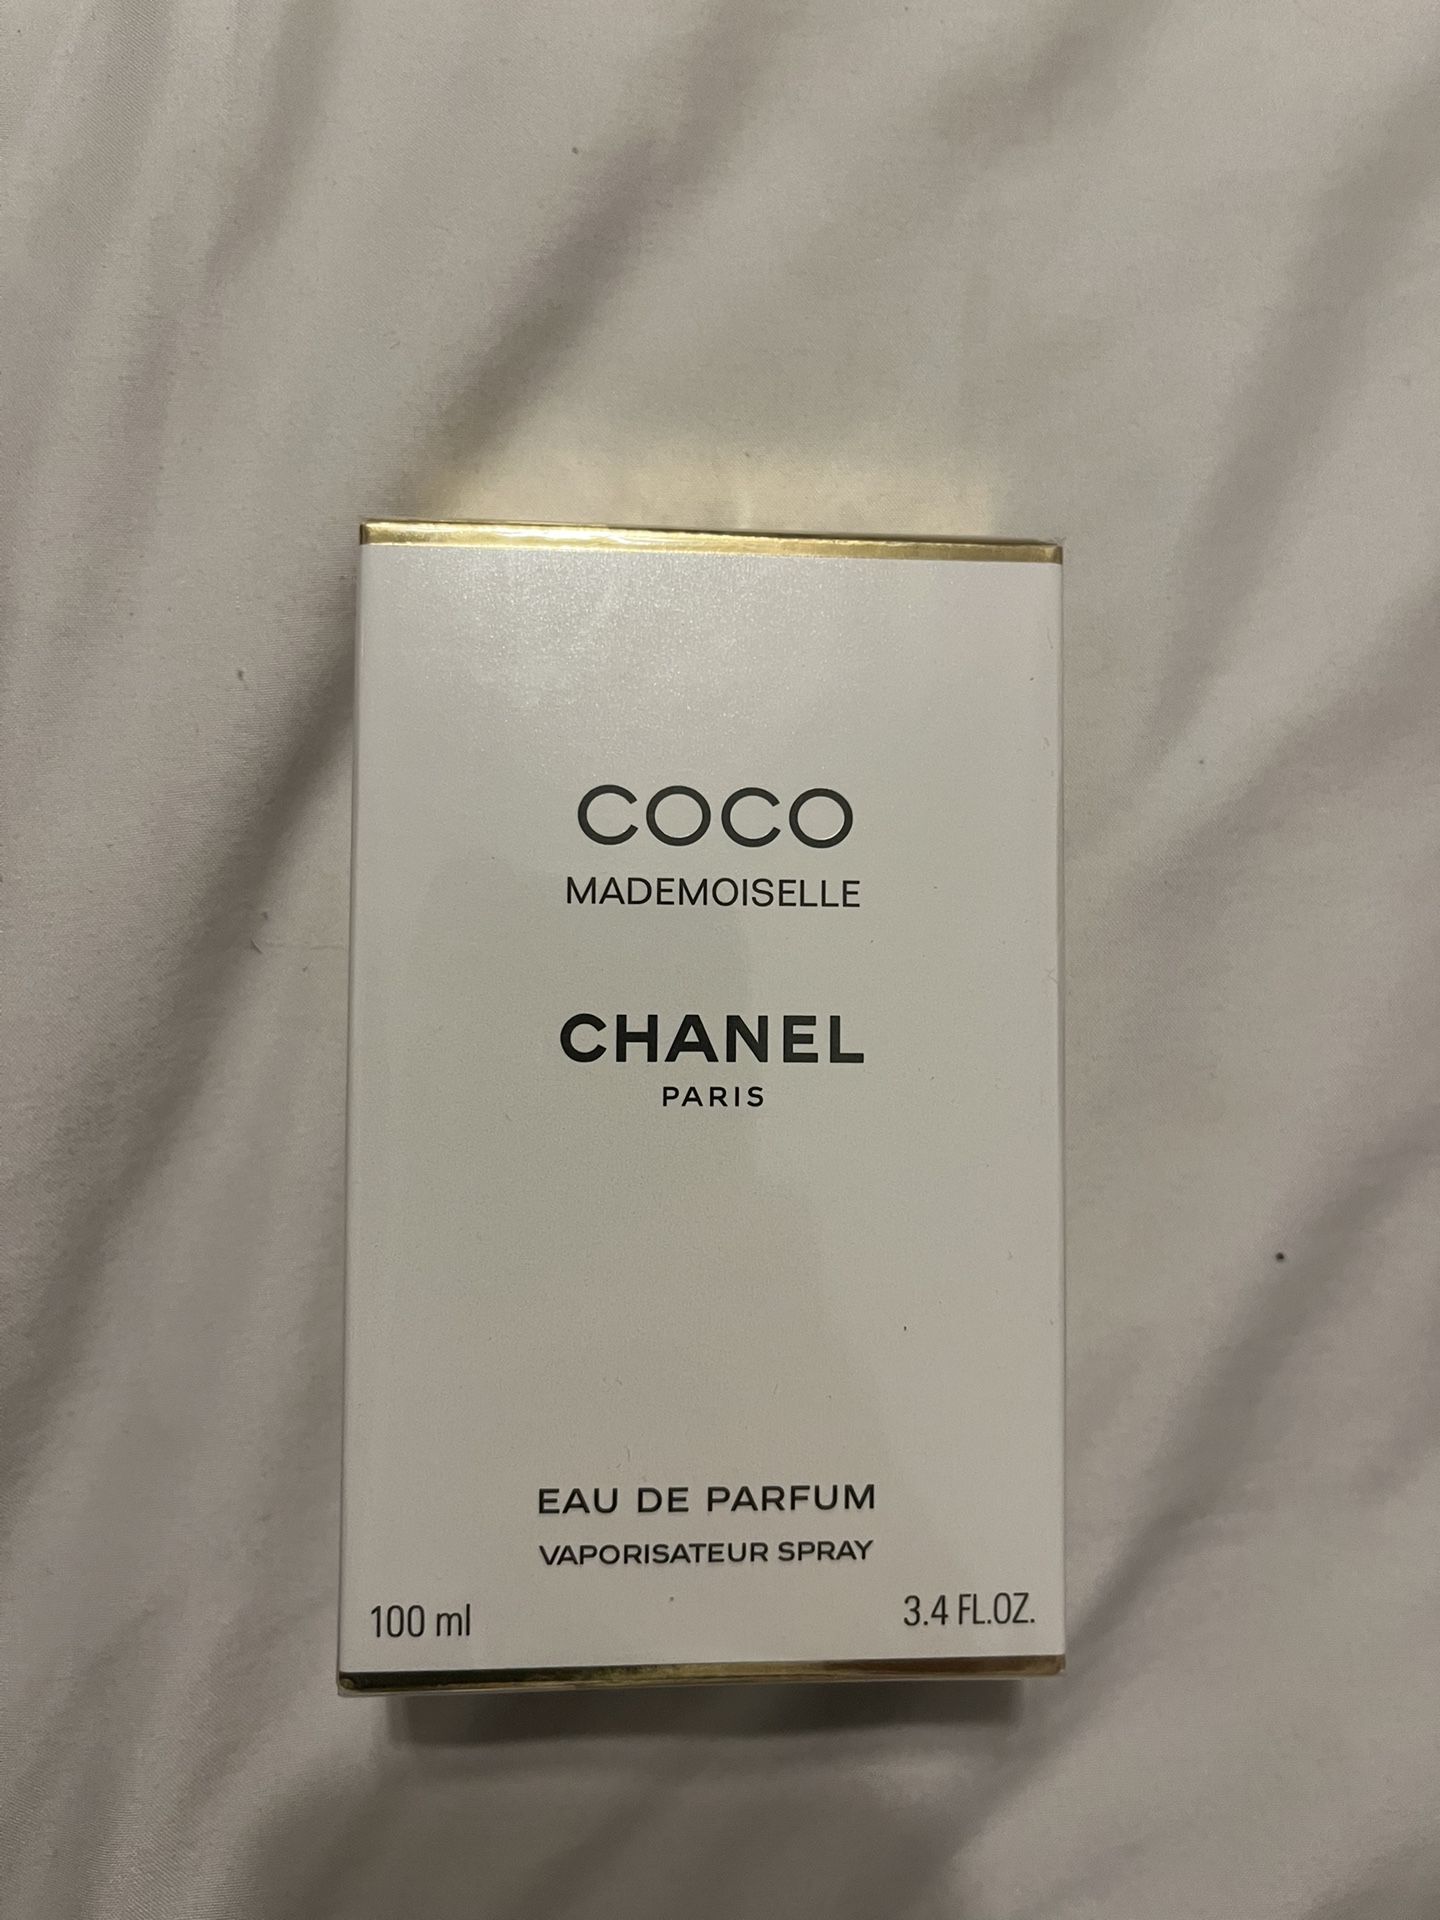 COCO
MADEMOISELLE
CHANEL
PARIS
EAU DE PARFUM
VAPORISATEUR SPRAY
100 ml 3.4 FL.OZ.